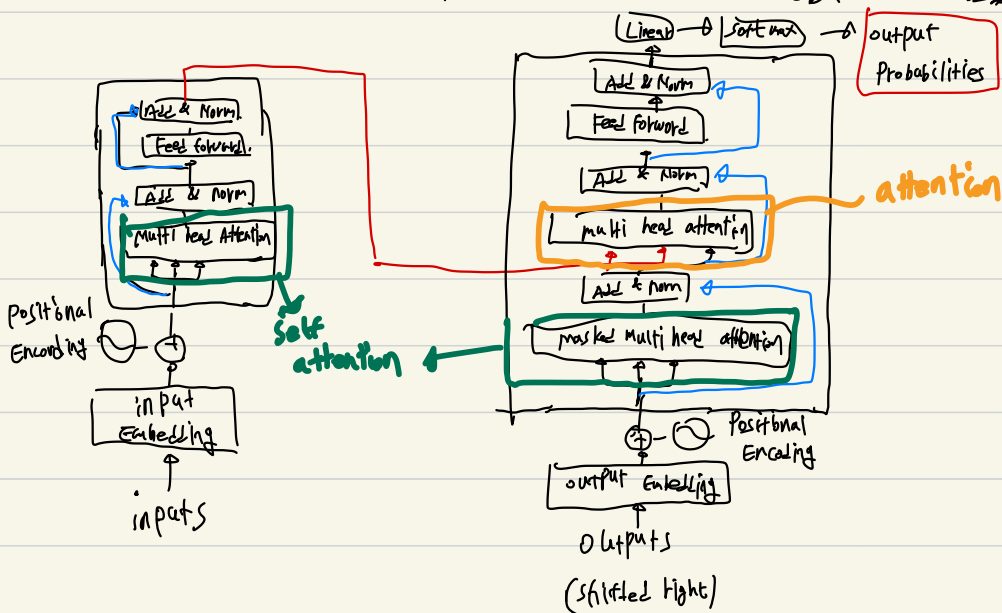 Linear
Softmax
output
Probabilities
Add & Norm
Feed forward
Add & Norm
Multi head Attention
Positional
Encording
input
Embedding
inputs
self
attention
Add & Norm
Feed forward
Add & Norm
multi head attention
attention
Add & norm
masked multi head attention
Positional
Encoding
output Embedding
Outputs
(shifted right)